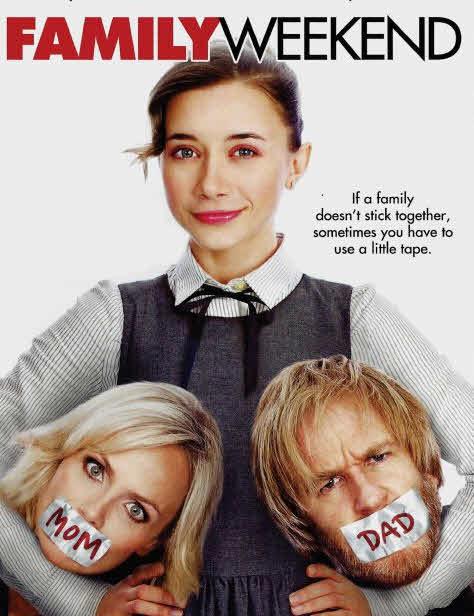 FAMILY WEEKEND
If a family
doesn't stick together,
sometimes you have to
use a little tape.
MOM
DAD